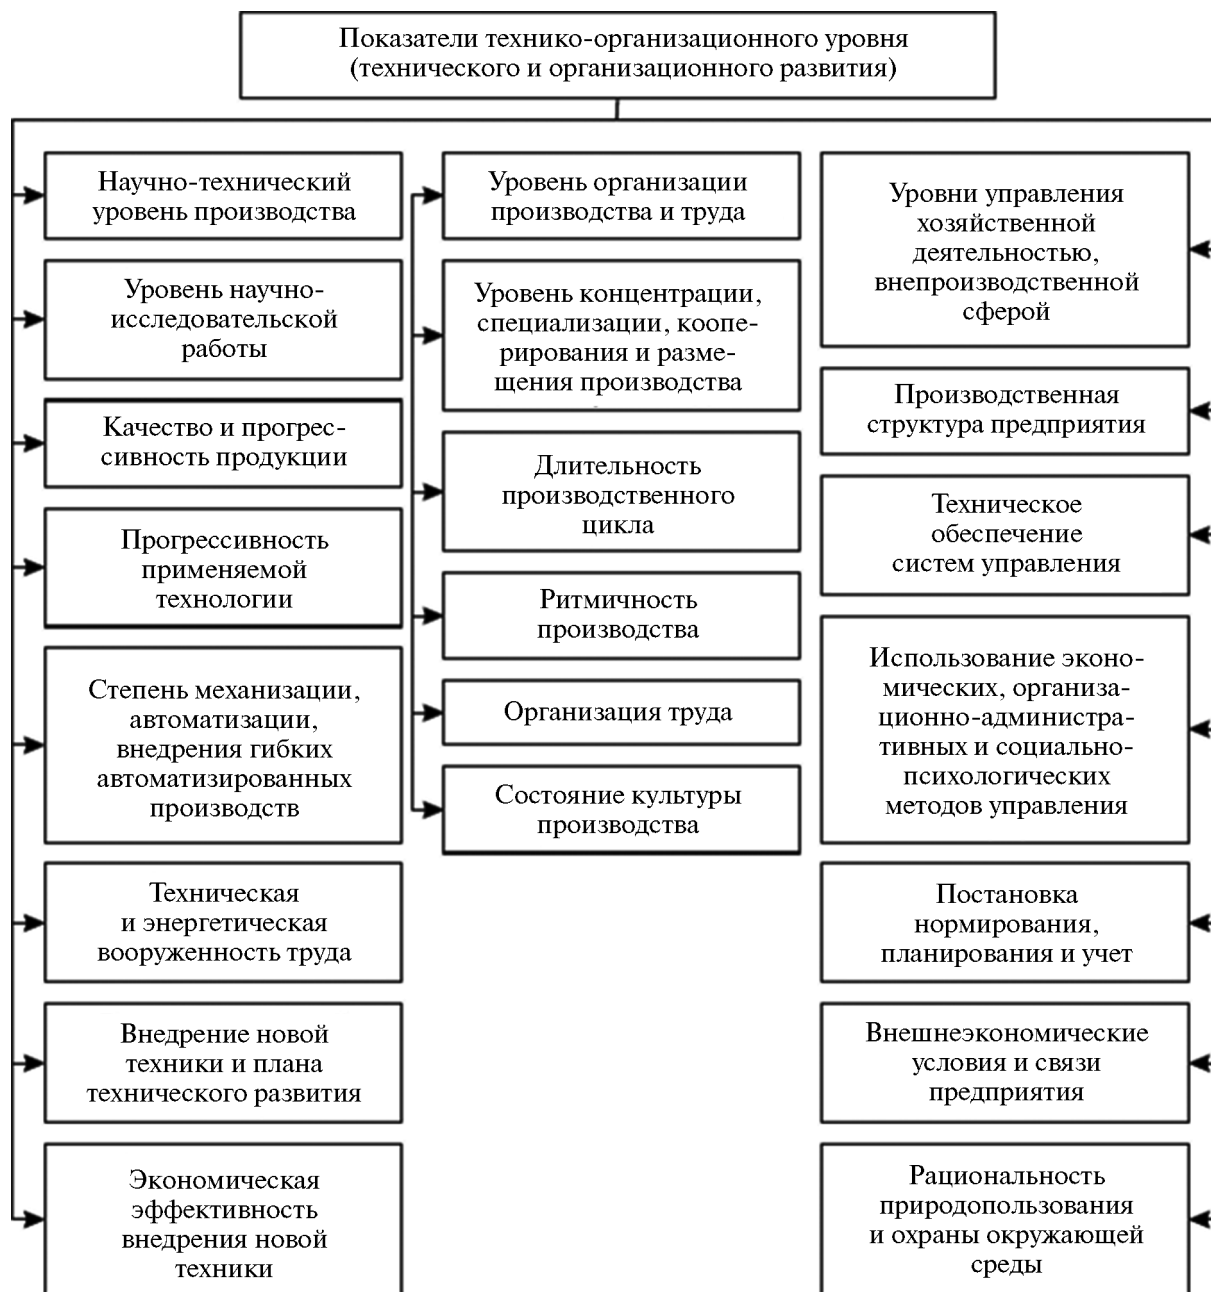 Показатели технико-организационного уровня
(технического и организационного развития)
Научно-технический
уровень производства
Уровень научно-
исследовательской
работы
Качество и прогрес-
сивность продукции
Прогрессивность
применяемой
технологии
Степень механизации,
автоматизации,
внедрения гибких
автоматизированных
производств
Техническая
и энергетическая
вооруженность труда
Внедрение новой
техники и плана
технического развития
Экономическая
эффективность
внедрения новой
техники
Уровень организации
производства и труда
Уровень концентрации,
специализации, коопе-
рирования и разме-
щения производства
Длительность
производственного
цикла
Ритмичность
производства
Организация труда
Состояние культуры
производства
Уровни управления
хозяйственной
деятельностью,
внепроизводственной
сферой
Производственная
структура предприятия
Техническое
обеспечение
систем управления
Использование эконо-
мических, организа-
ционно-администра-
тивных и социально-
психологических
методов управления
Постановка
нормирования,
планирования и учет
Внешнеэкономические
условия и связи
предприятия
Рациональность
природопользования
и охраны окружающей
среды